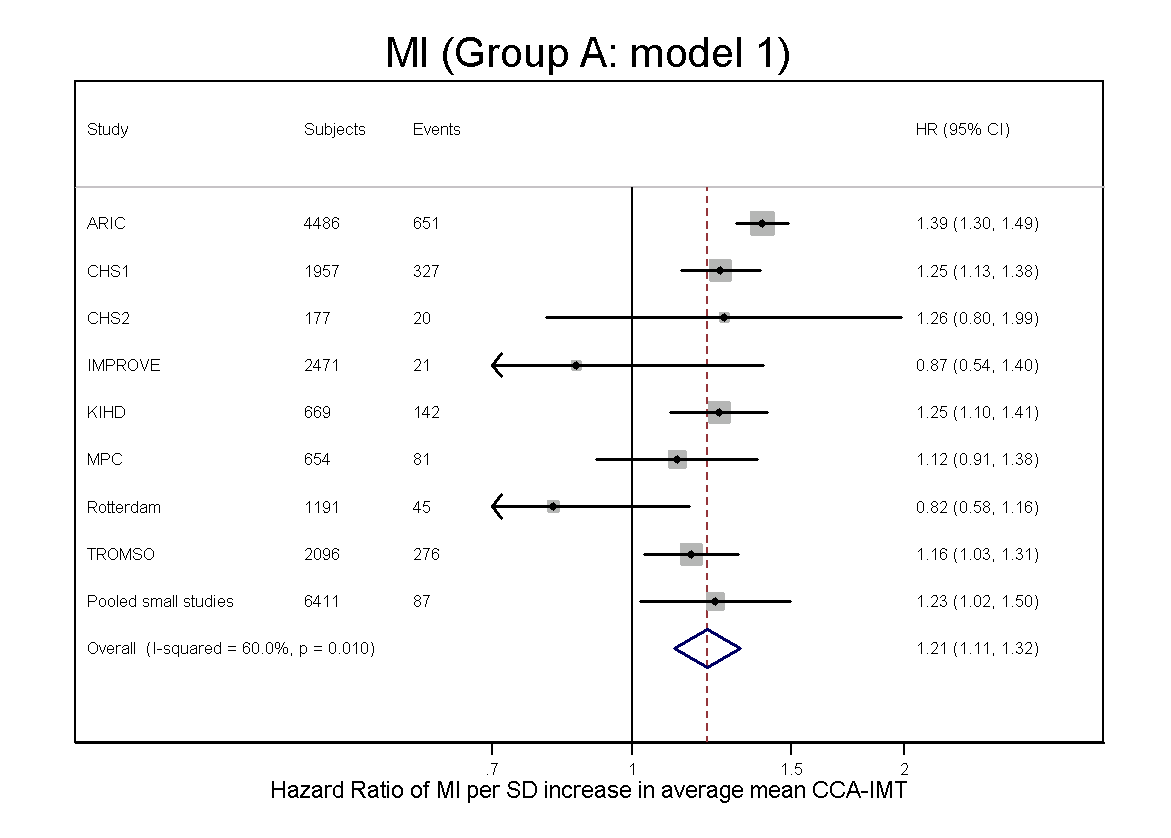 MI (Group A: model 1)
Study Subjects Events HR (95% CI)
ARIC 4486 651 1.39 (1.30, 1.49)
CHS1 1957 327 1.25 (1.13, 1.38)
CHS2 177 20 1.26 (0.80, 1.99)
IMPROVE 2471 21 0.87 (0.54, 1.40)
KIHD 669 142 1.25 (1.10, 1.41)
MPC 654 81 1.12 (0.91, 1.38)
Rotterdam 1191 45 0.82 (0.58, 1.16)
TROMSO 2096 276 1.16 (1.03, 1.31)
Pooled small studies 6411 87 1.23 (1.02, 1.50)
Overall (I-squared = 60.0%, p = 0.010) 1.21 (1.11, 1.32)
.7 1 1.5 2
Hazard Ratio of MI per SD increase in average mean CCA-IMT